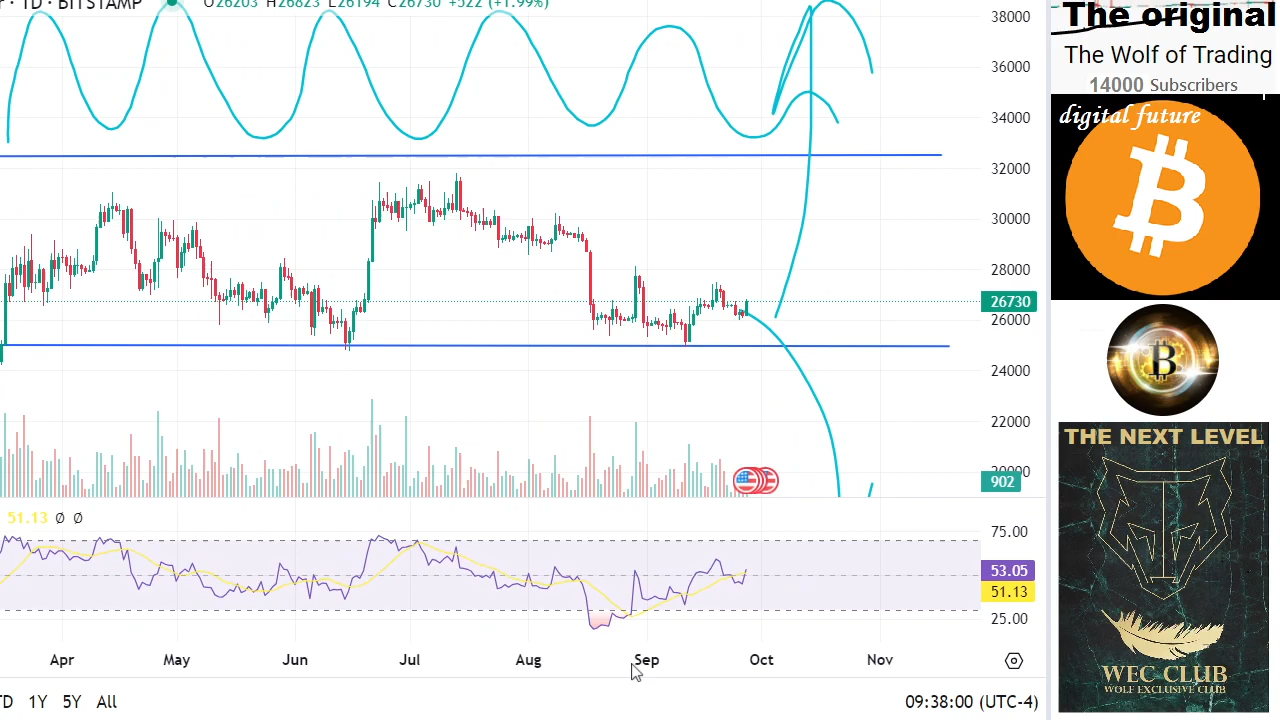 1D · BITSTAMP O26203 H26823 L26194 C26730 +522 (+1.99%)
38000
36000
34000
32000
30000
28000
26730
26000
24000
22000
20000
902
51.13 Ø Ø
75.00
53.05
51.13
25.00
Apr May Jun Jul Aug Sep Oct Nov
TD 1Y 5Y All 09:38:00 (UTC-4)
The original
The Wolf of Trading
14000 Subscribers
digital future
THE NEXT LEVEL
WEC CLUB
WOLF EXCLUSIVE CLUB